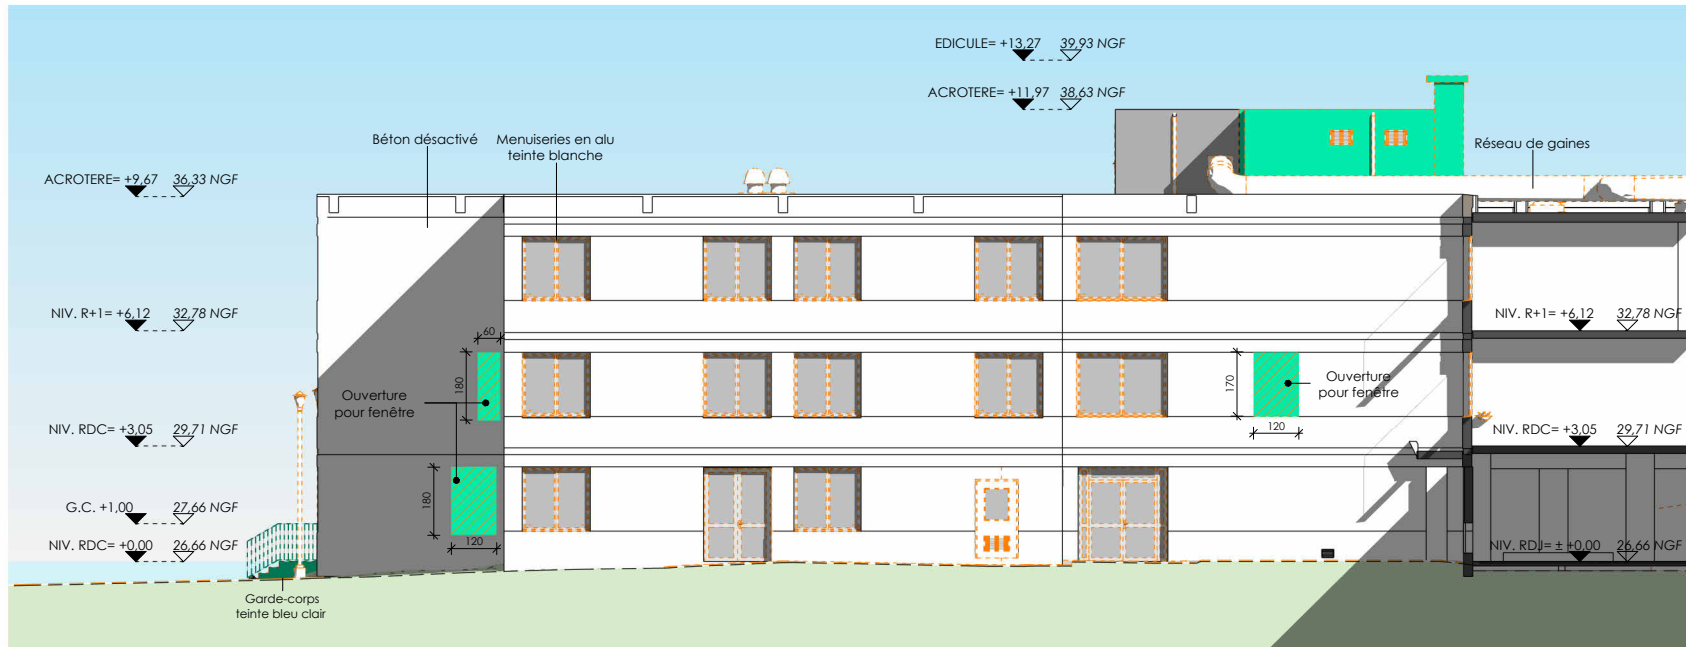 EDICULE= +13,27 39,93 NGF
ACROTERE= +11,97 38,63 NGF
Béton désactivé
Menuiseries en alu
teinte blanche
Réseau de gaines
ACROTERE= +9,67 36,33 NGF
NIV. R+1= +6,12 32,78 NGF
NIV. R+1= +6,12 32,78 NGF
60
180
Ouverture
pour fenêtre
170
Ouverture
pour fenêtre
120
NIV. RDC= +3,05 29,71 NGF
NIV. RDC= +3,05 29,71 NGF
180
120
G.C. +1,00 27,66 NGF
NIV. RDC= +0,00 26,66 NGF
NIV. RDJ= ± +0,00 26,66 NGF
Garde-corps
teinte bleu clair